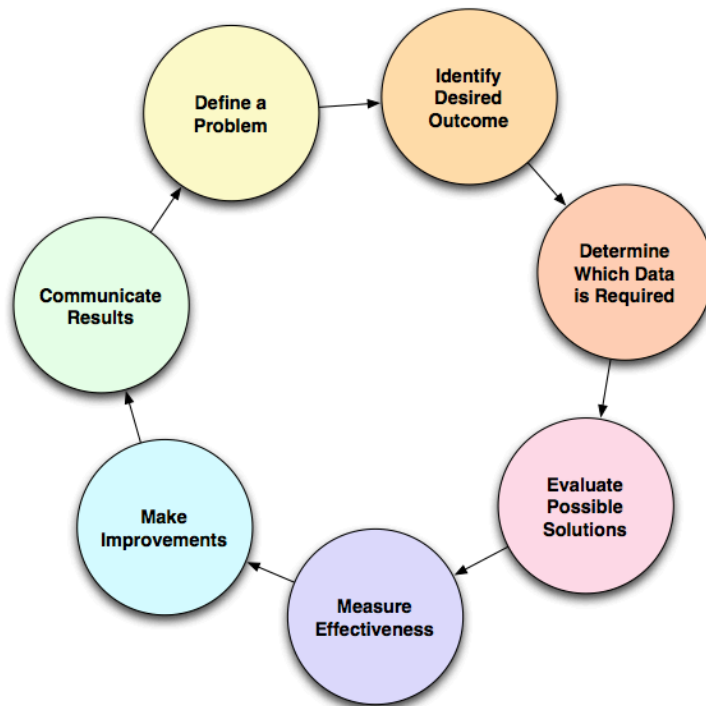 Define a
Problem
Identify
Desired
Outcome
Determine
Which Data
is Required
Evaluate
Possible
Solutions
Measure
Effectiveness
Make
Improvements
Communicate
Results